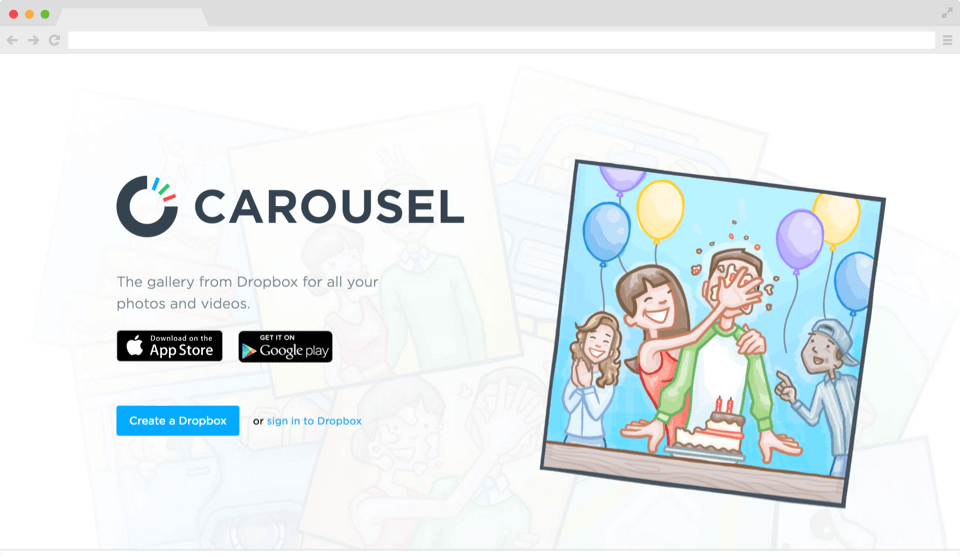 CAROUSEL
The gallery from Dropbox for all your
photos and videos.
Download on the
App Store
GET IT ON
Google play
Create a Dropbox
or sign in to Dropbox